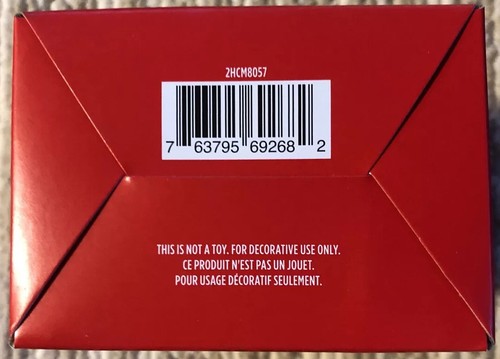 2HCM8057
7 63795 69268 2
THIS IS NOT A TOY. FOR DECORATIVE USE ONLY.
CE PRODUIT N'EST PAS UN JOUET.
POUR USAGE DÉCORATIF SEULEMENT.